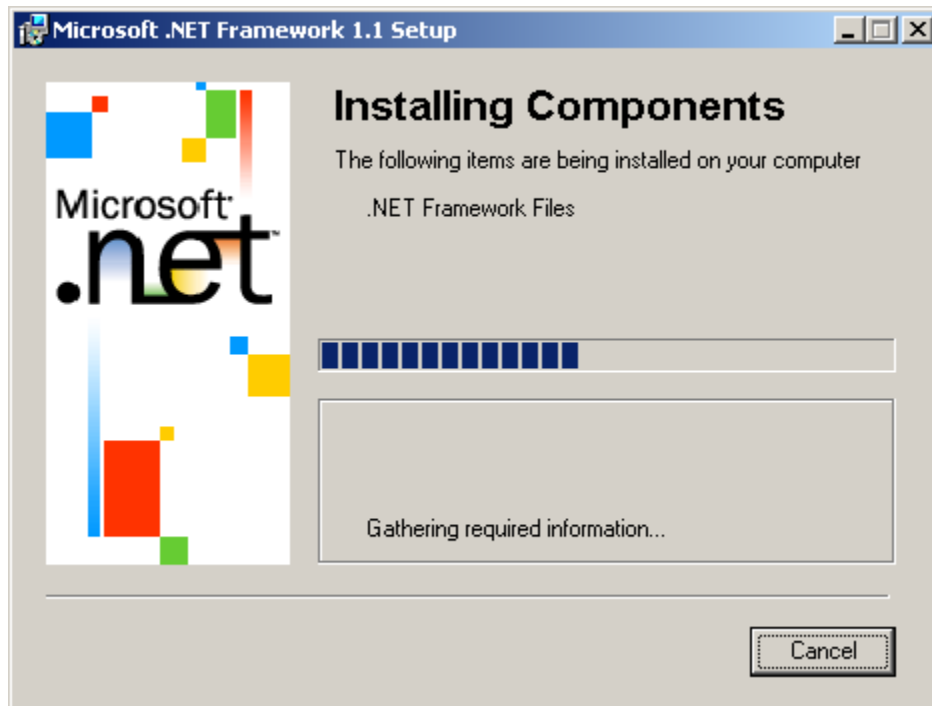 Microsoft .NET Framework 1.1 Setup
Installing Components
The following items are being installed on your computer
.NET Framework Files
Microsoft
.net
Gathering required information...
Cancel